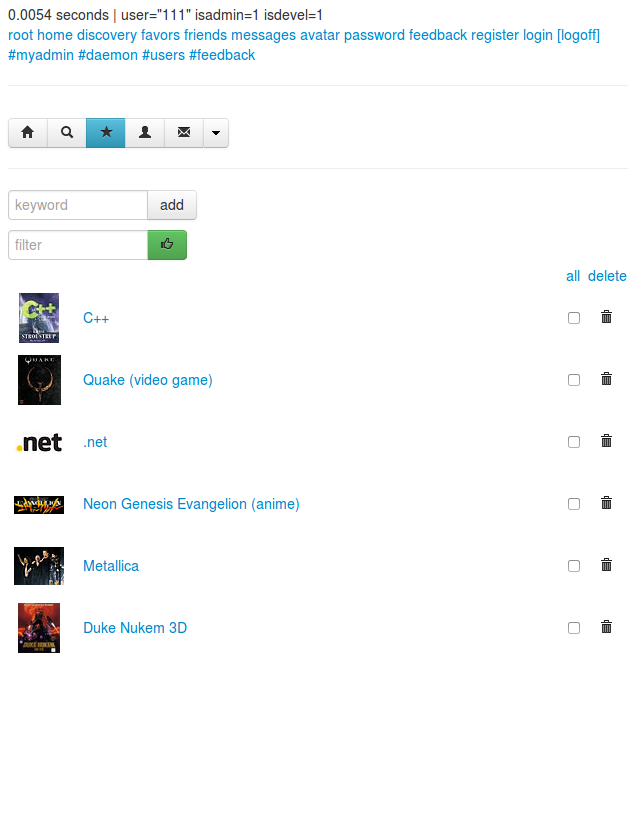 0.0054 seconds | user="111" isadmin=1 isdevel=1
root home discovery favors friends messages avatar password feedback register login [logoff]
#myadmin #daemon #users #feedback
keyword add
filter
all delete
C++
STROUSTRUP
C++
QUAKE
Quake (video game)
.net
.net
Neon Genesis Evangelion (anime)
Metallica
DUKE NUKEM
Duke Nukem 3D